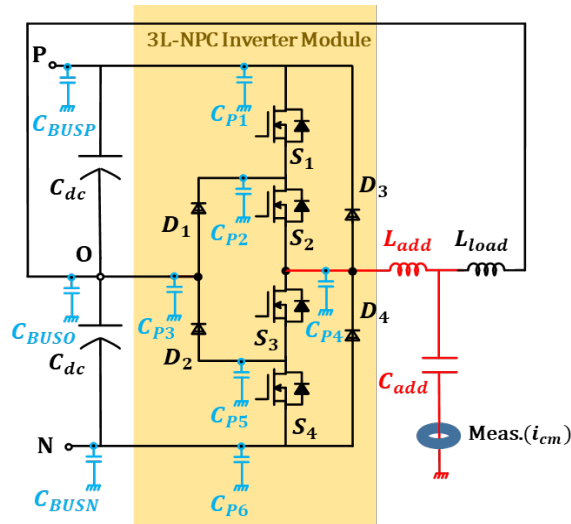 3L-NPC Inverter Module
P
C_BUSP
C_P1
S_1
C_dc
D_1
C_P2
S_2
D_3
L_add
L_load
O
C_BUSO
C_P3
C_P4
S_3
D_4
C_dc
D_2
C_add
C_P5
S_4
Meas.(i_cm)
N
C_BUSN
C_P6